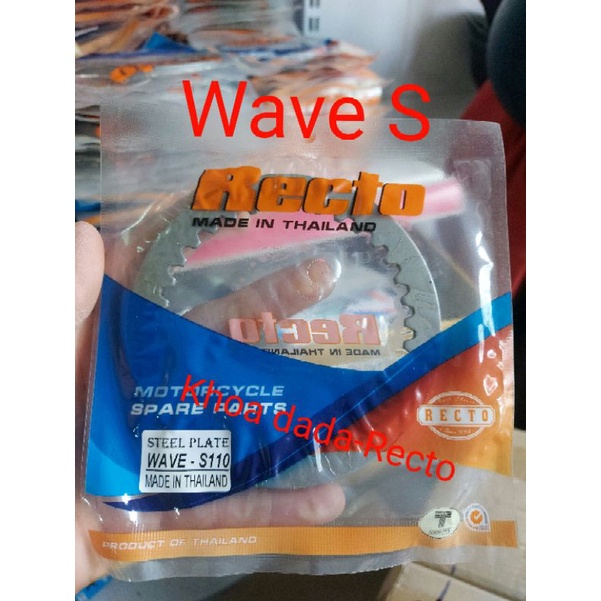 Wave S
Recto
MADE IN THAILAND
Recto
MADE IN THAILAND
MOTORCYCLE
SPARE PARTS
Khoa dada-Recto
RECTO
STEEL PLATE
WAVE - S110
MADE IN THAILAND
PRODUCT OF THAILAND